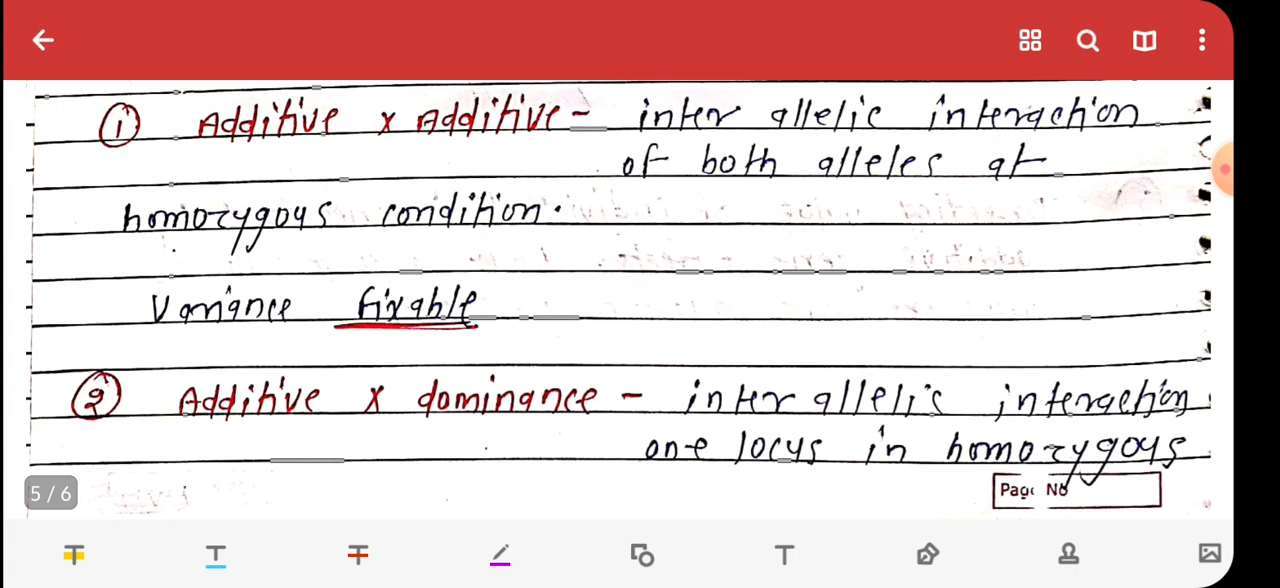 ① Additive x Additive - inter allelic interaction
of both alleles at
homozygous condition.
Variance fixable
② Additive x dominance - inter allelic interaction
one locus in homozygous
5 / 6
Page No
T T T T